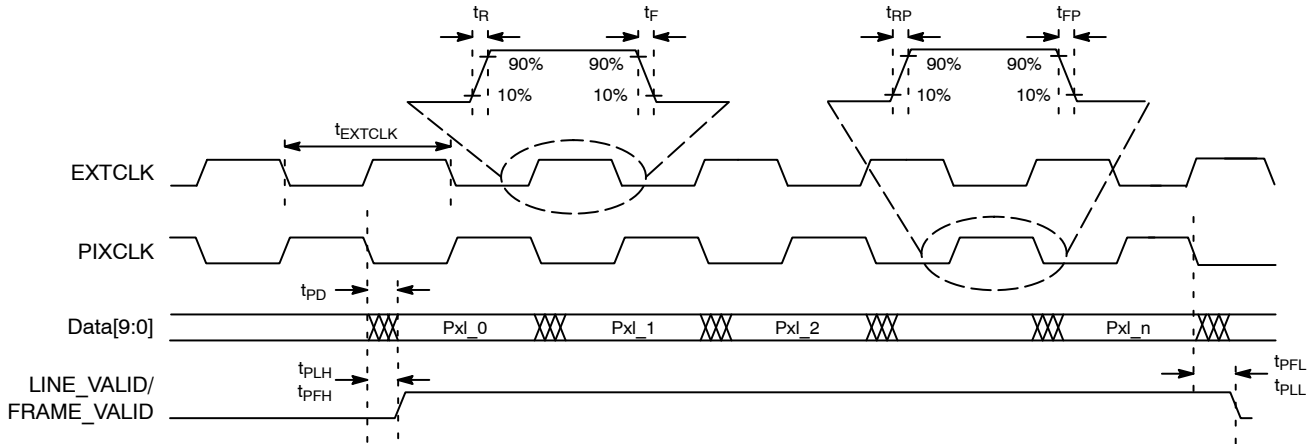 tR
tF
tRP
tFP
90%
90%
90%
90%
10%
10%
10%
10%
tEXTCLK
EXTCLK
PIXCLK
tPD
Data[9:0]
Pxl_0
Pxl_1
Pxl_2
Pxl_n
tPLH
tPFH
tPFL
tPLL
LINE_VALID/
FRAME_VALID